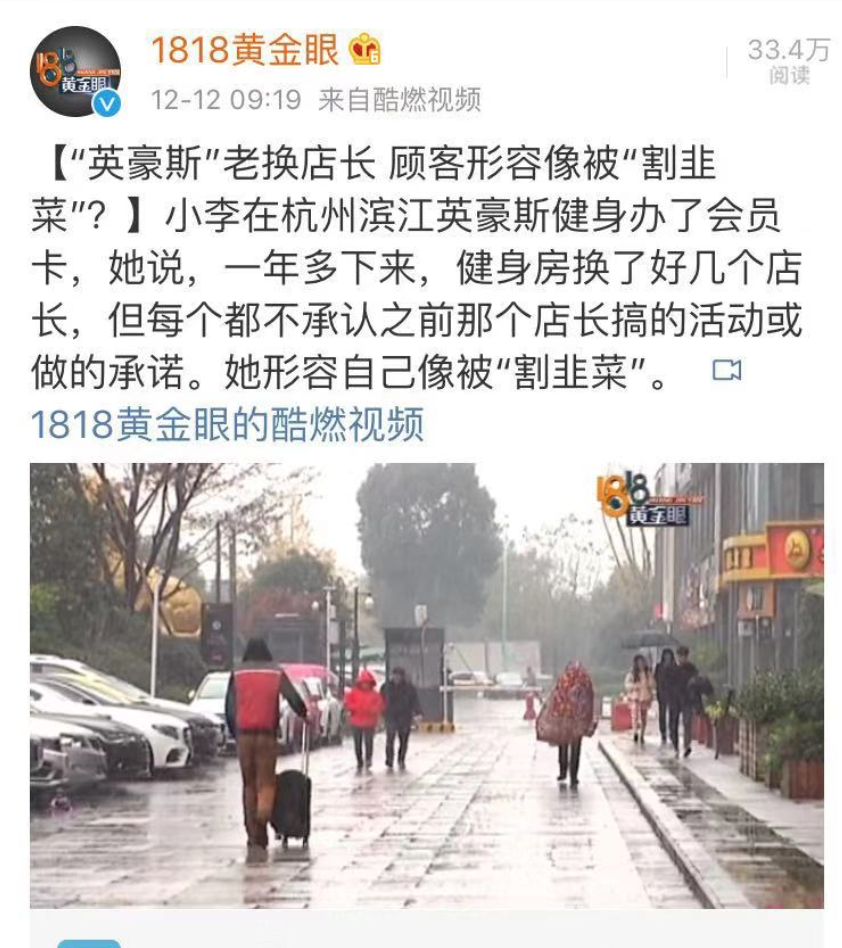 1818黄金眼
33.4万
阅读
12-12 09:19 来自酷燃视频
【“英豪斯”老换店长 顾客形容像被“割韭
菜”？】小李在杭州滨江英豪斯健身办了会员
卡，她说，一年多下来，健身房换了好几个店
长，但每个都不承认之前那个店长搞的活动或
做的承诺。她形容自己像被“割韭菜”。
1818黄金眼的酷燃视频
1818
黄金眼